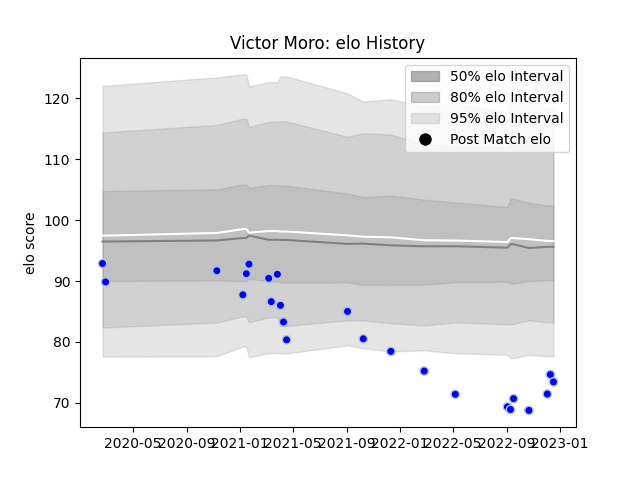 Victor Moro: elo History
50% elo Interval
80% elo Interval
95% elo Interval
Post Match elo
elo score
120
110
100
90
80
70
2020-05 2020-09 2021-01 2021-05 2021-09 2022-01 2022-05 2022-09 2023-01